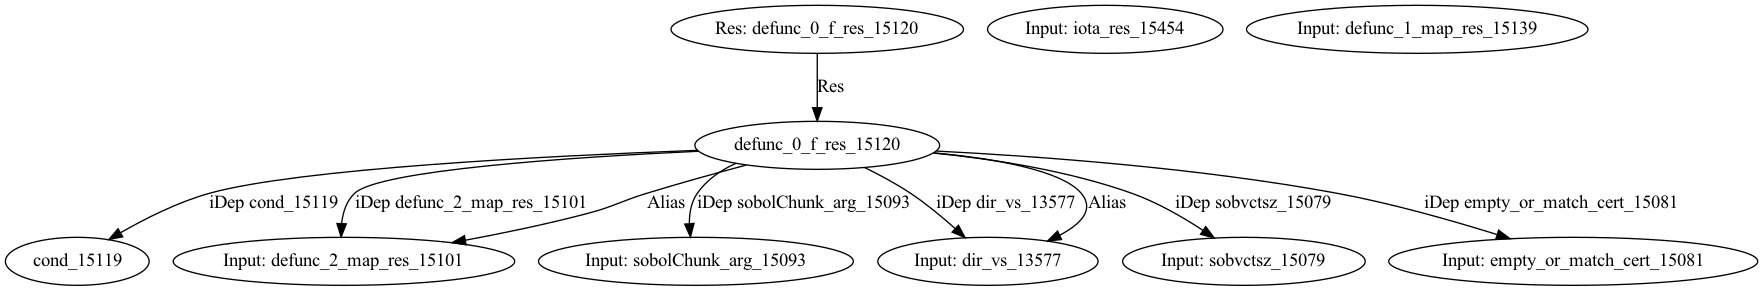 Res: defunc_0_f_res_15120
Input: iota_res_15454
Input: defunc_1_map_res_15139
Res
defunc_0_f_res_15120
iDep cond_15119
iDep defunc_2_map_res_15101
Alias
iDep sobolChunk_arg_15093
iDep dir_vs_13577
Alias
iDep sobvctsz_15079
iDep empty_or_match_cert_15081
cond_15119
Input: defunc_2_map_res_15101
Input: sobolChunk_arg_15093
Input: dir_vs_13577
Input: sobvctsz_15079
Input: empty_or_match_cert_15081